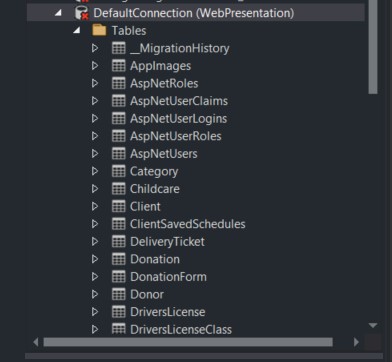 DefaultConnection (WebPresentation)
Tables
__MigrationHistory
AppImages
AspNetRoles
AspNetUserClaims
AspNetUserLogins
AspNetUserRoles
AspNetUsers
Category
Childcare
Client
ClientSavedSchedules
DeliveryTicket
Donation
DonationForm
Donor
DriversLicense
DriversLicenseClass